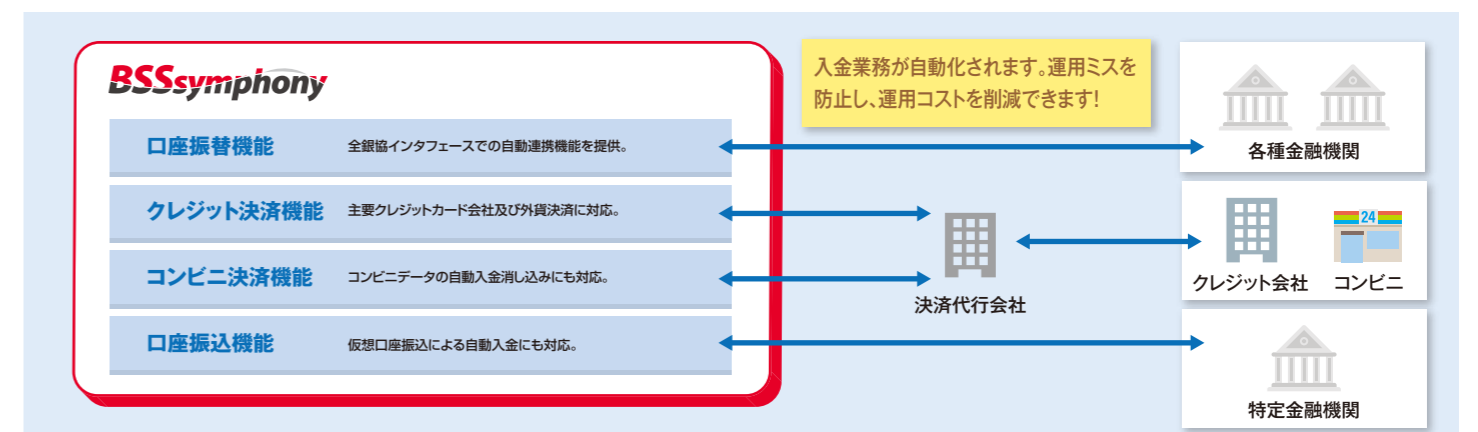 BSSsymphony
入金業務が自動化されます。運用ミスを
防止し、運用コストを削減できます!
口座振替機能 全銀協インタフェースでの自動連携機能を提供。
各種金融機関
クレジット決済機能 主要クレジットカード会社及び外貨決済に対応。
24
コンビニ決済機能 コンビニデータの自動入金消し込みにも対応。
クレジット会社 コンビニ
決済代行会社
口座振込機能 仮想口座振込による自動入金にも対応。
特定金融機関